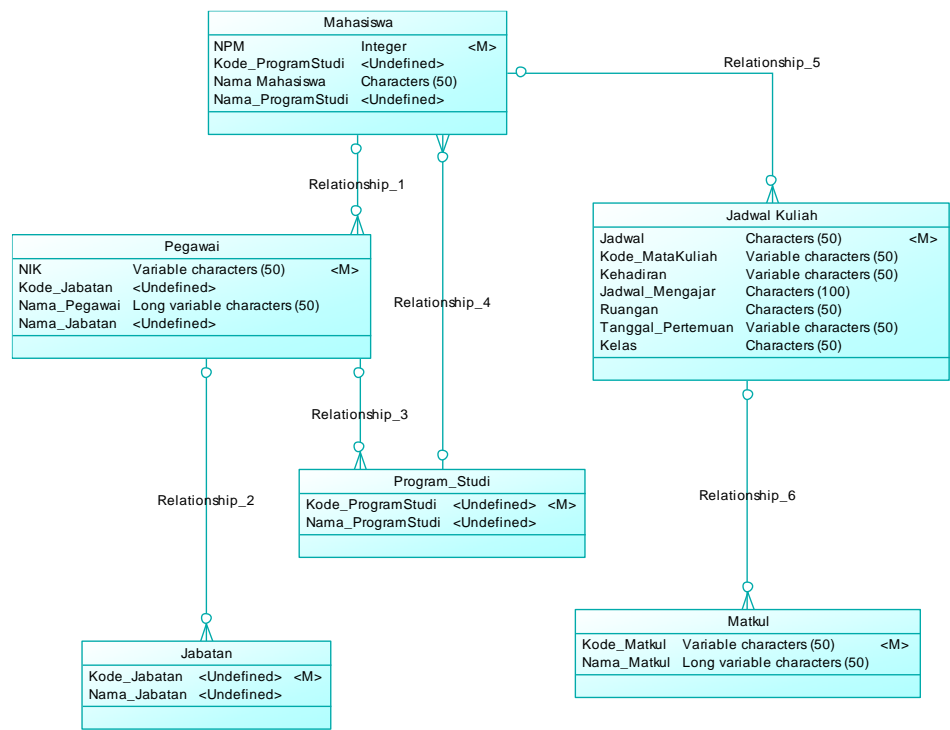 Mahasiswa
NPM Integer <M>
Kode_ProgramStudi <Undefined>
Nama Mahasiswa Characters (50)
Nama_ProgramStudi <Undefined>
Relationship_5
Relationship_1
Jadwal Kuliah
Jadwal Characters (50) <M>
Kode_MataKuliah Variable characters (50)
Kehadiran Variable characters (50)
Jadwal_Mengajar Characters (100)
Ruangan Characters (50)
Tanggal_Pertemuan Variable characters (50)
Kelas Characters (50)
Pegawai
NIK Variable characters (50) <M>
Kode_Jabatan <Undefined>
Nama_Pegawai Long variable characters (50)
Nama_Jabatan <Undefined>
Relationship_4
Relationship_3
Program_Studi
Kode_ProgramStudi <Undefined> <M>
Nama_ProgramStudi <Undefined>
Relationship_2
Relationship_6
Matkul
Kode_Matkul Variable characters (50) <M>
Nama_Matkul Long variable characters (50)
Jabatan
Kode_Jabatan <Undefined> <M>
Nama_Jabatan <Undefined>